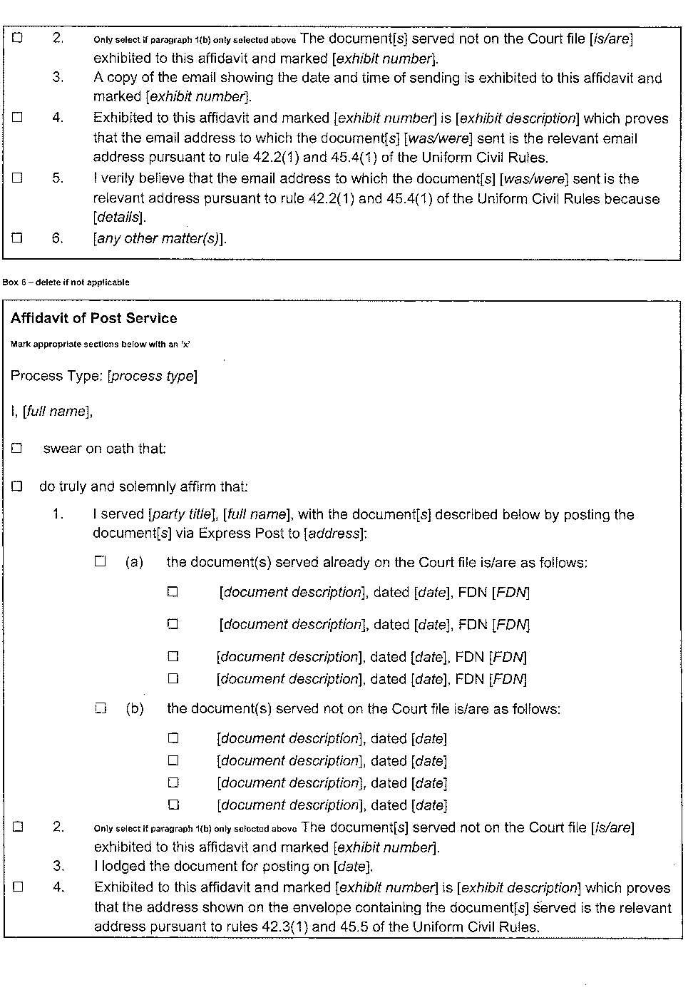 ☐ 2. Only select if paragraph 1(b) only selected above The document[s] served not on the Court file [is/are]
exhibited to this affidavit and marked [exhibit number].
3. A copy of the email showing the date and time of sending is exhibited to this affidavit and
marked [exhibit number].
☐ 4. Exhibited to this affidavit and marked [exhibit number] is [exhibit description] which proves
that the email address to which the document[s] [was/were] sent is the relevant email
address pursuant to rule 42.2(1) and 45.4(1) of the Uniform Civil Rules.
☐ 5. I verily believe that the email address to which the document[s] [was/were] sent is the
relevant address pursuant to rule 42.2(1) and 45.4(1) of the Uniform Civil Rules because
[details].
☐ 6. [any other matter(s)].
Box 6 – delete if not applicable
Affidavit of Post Service
Mark appropriate sections below with an 'x'
Process Type: [process type]
I, [full name],
☐ swear on oath that:
☐ do truly and solemnly affirm that:
1. I served [party title], [full name], with the document[s] described below by posting the
document[s] via Express Post to [address]:
☐ (a) the document(s) served already on the Court file is/are as follows:
☐ [document description], dated [date], FDN [FDN]
☐ [document description], dated [date], FDN [FDN]
☐ [document description], dated [date], FDN [FDN]
☐ [document description], dated [date], FDN [FDN]
☐ (b) the document(s) served not on the Court file is/are as follows:
☐ [document description], dated [date]
☐ [document description], dated [date]
☐ [document description], dated [date]
☐ [document description], dated [date]
☐ 2. Only select if paragraph 1(b) only selected above The document[s] served not on the Court file [is/are]
exhibited to this affidavit and marked [exhibit number].
3. I lodged the document for posting on [date].
☐ 4. Exhibited to this affidavit and marked [exhibit number] is [exhibit description] which proves
that the address shown on the envelope containing the document[s] served is the relevant
address pursuant to rules 42.3(1) and 45.5 of the Uniform Civil Rules.